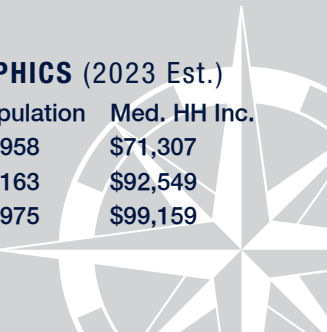 PHICS (2023 Est.)
pulation Med. HH Inc.
958 $71,307
163 $92,549
975 $99,159